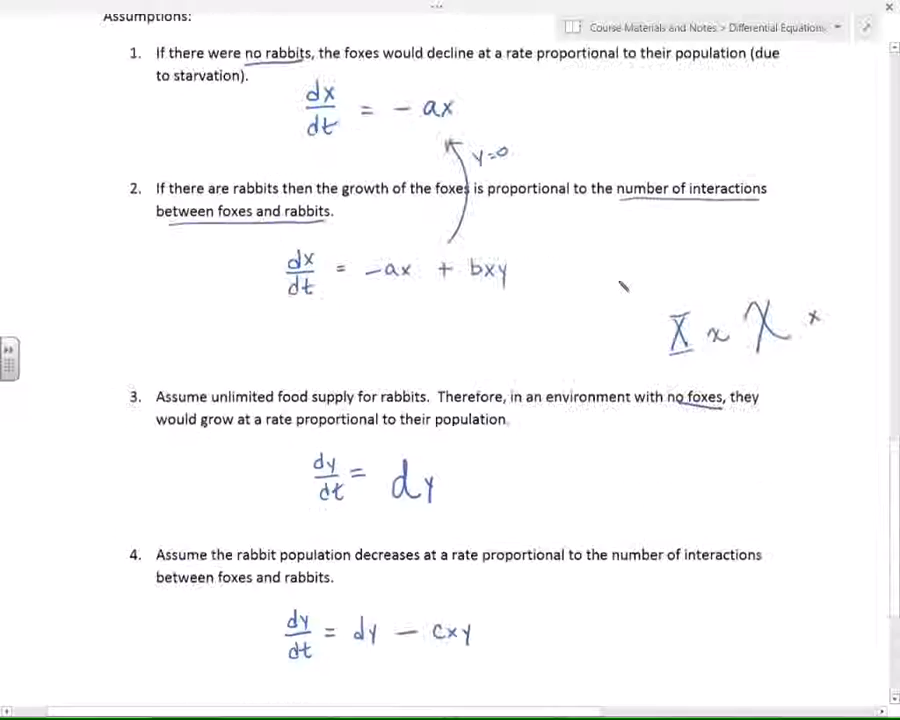 Assumptions:
Course Materials and Notes > Differential Equations
1. If there were no rabbits, the foxes would decline at a rate proportional to their population (due
to starvation).
dx/dt = - ax
y=0
2. If there are rabbits then the growth of the foxes is proportional to the number of interactions
between foxes and rabbits.
dx/dt = -ax + bxy
X x X x
3. Assume unlimited food supply for rabbits. Therefore, in an environment with no foxes, they
would grow at a rate proportional to their population.
dy/dt = dy
4. Assume the rabbit population decreases at a rate proportional to the number of interactions
between foxes and rabbits.
dy/dt = dy - cxy